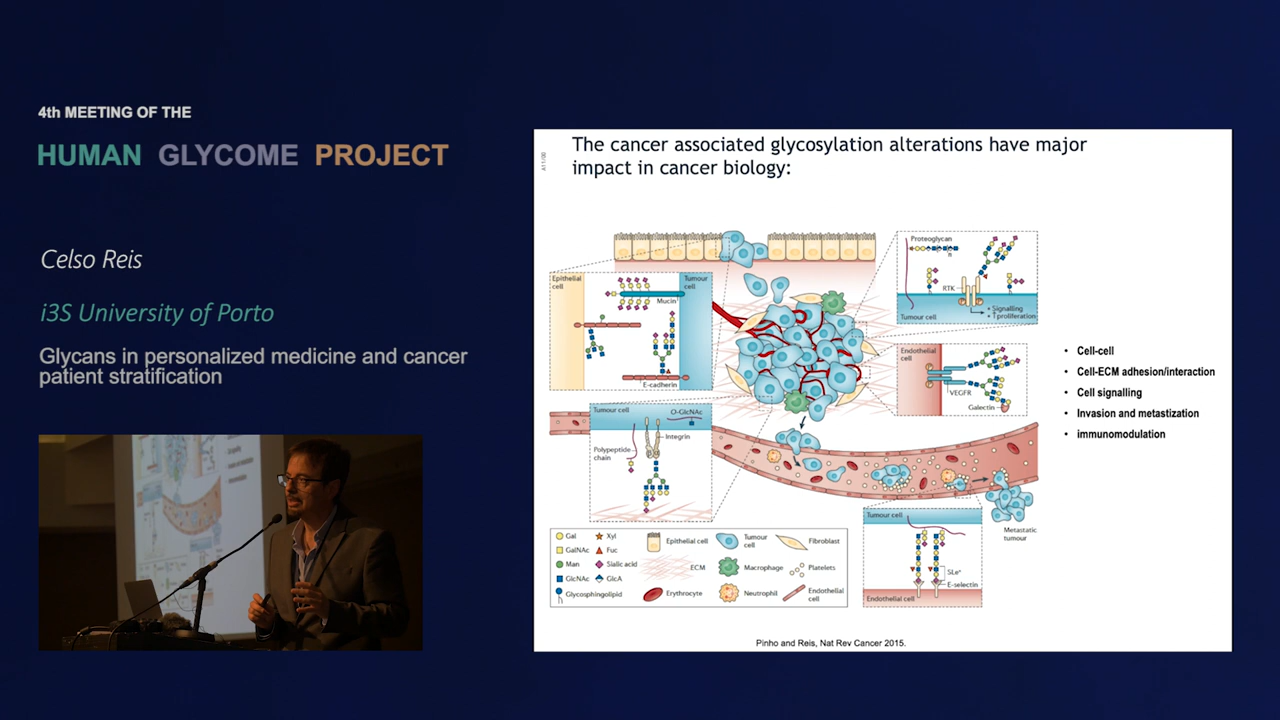 4th MEETING OF THE
HUMAN GLYCOME PROJECT
Celso Reis
i3S University of Porto
Glycans in personalized medicine and cancer
patient stratification
The cancer associated glycosylation alterations have major
impact in cancer biology:
Epithelial
cell
Tumour
cell
Mucin
E-cadherin
Proteoglycan
n
RTK
• Signalling
• ↑proliferation
Tumour cell
Endothelial
cell
VEGFR
Galectin
• Cell-cell
• Cell-ECM adhesion/interaction
• Cell signalling
• Invasion and metastization
• immunomodulation
Tumour cell
O-GlcNAc
Integrin
Polypeptide
chain
Tumour cell
SLeˣ
E-selectin
Endothelial cell
Metastatic
tumour
Gal
Xyl
Epithelial cell
Tumour
cell
Fibroblast
GalNAc
Fuc
Man
Sialic acid
ECM
Macrophage
Platelets
GlcNAc
GlcA
Glycosphingolipid
Erythrocyte
Neutrophil
Endothelial
cell
Pinho and Reis, Nat Rev Cancer 2015.